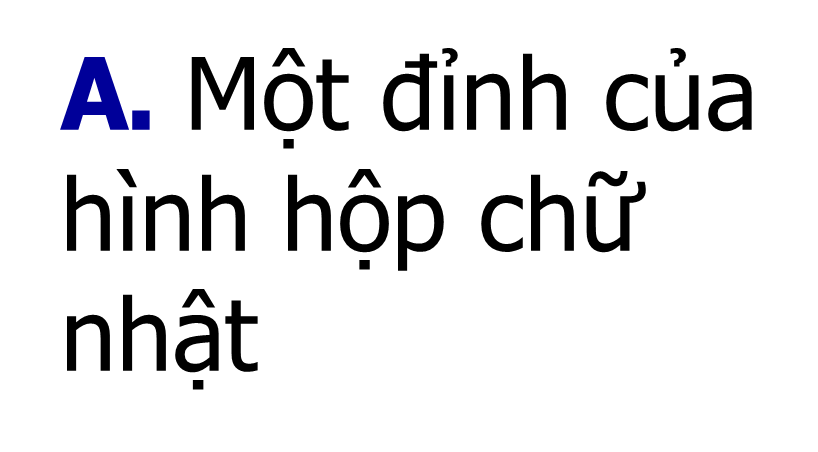 A. Một đỉnh của
hình hộp chữ
nhật